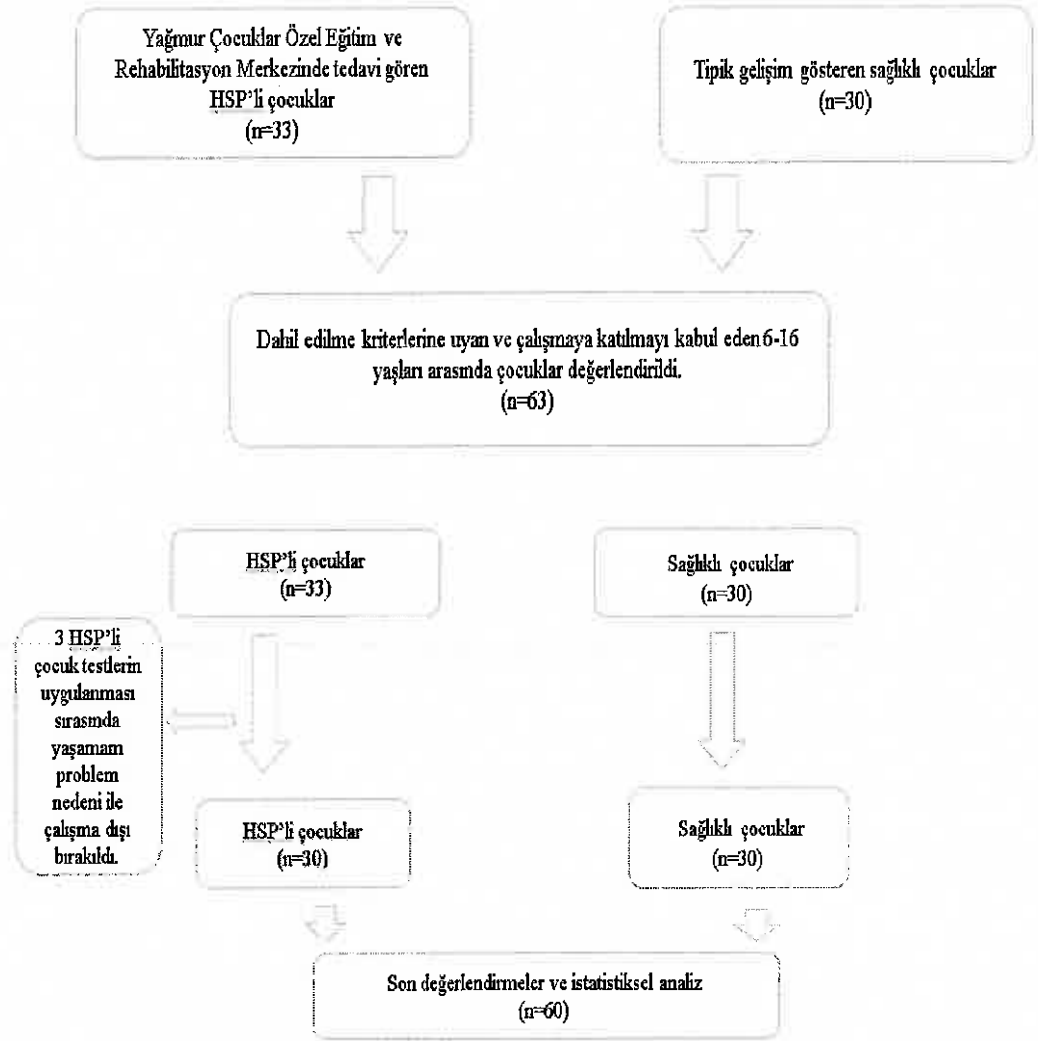 Yağmur Çocuklar Özel Eğitim ve
Rehabilitasyon Merkezinde tedavi gören
HSP'li çocuklar
(n=33)
Tipik gelişim gösteren sağlıklı çocuklar
(n=30)
Dahil edilme kriterlerine uyan ve çalışmaya katılmayı kabul eden 6-16
yaşları arasında çocuklar değerlendirildi.
(n=63)
HSP'li çocuklar
(n=33)
Sağlıklı çocuklar
(n=30)
3 HSP'li
çocuk testlerin
uygulanması
sırasında
yaşamam
problem
nedeni ile
çalışma dışı
bırakıldı.
HSP'li çocuklar
(n=30)
Sağlıklı çocuklar
(n=30)
Son değerlendirmeler ve istatistiksel analiz
(n=60)